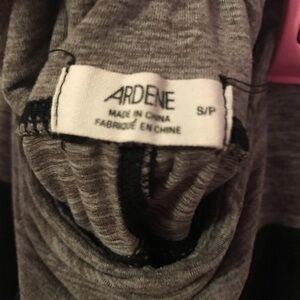 ARDENE
S/P
MADE IN CHINA
FABRIQUÉ EN CHINE